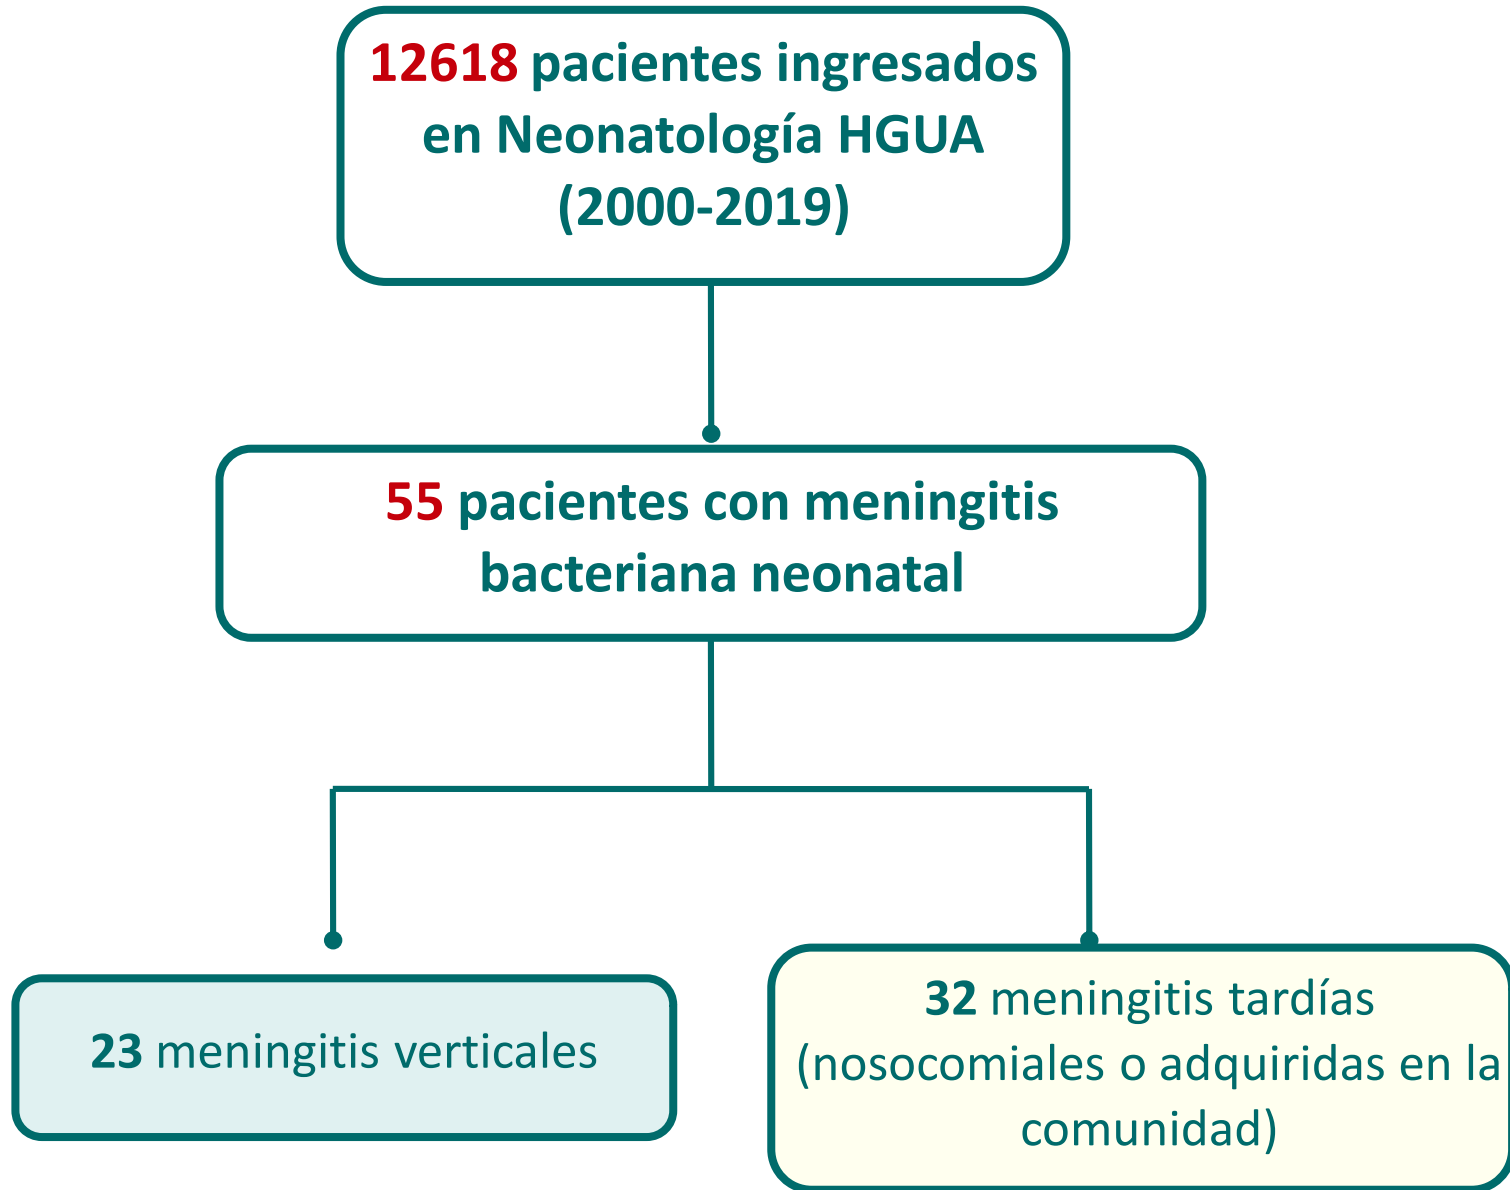 12618 pacientes ingresados
en Neonatología HGUA
(2000-2019)
55 pacientes con meningitis
bacteriana neonatal
23 meningitis verticales
32 meningitis tardías
(nosocomiales o adquiridas en la
comunidad)